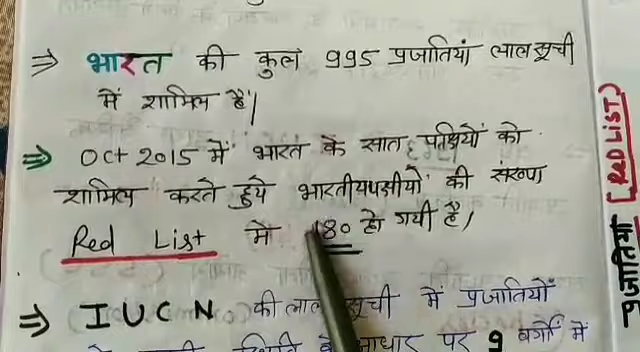 ⇒ भारत की कुल 995 प्रजातियां लालसूची
में शामिल हैं।
⇒ Oct 2015 में भारत के सात पक्षियों को
शामिल करते हुये भारतीयपक्षीयों की संख्या
Red List में 180 हो गयी है।
⇒ IUCN की लाल सूची में प्रजातियों
आधार पर 9 वर्गो में
प्रजातियां [RED LIST]